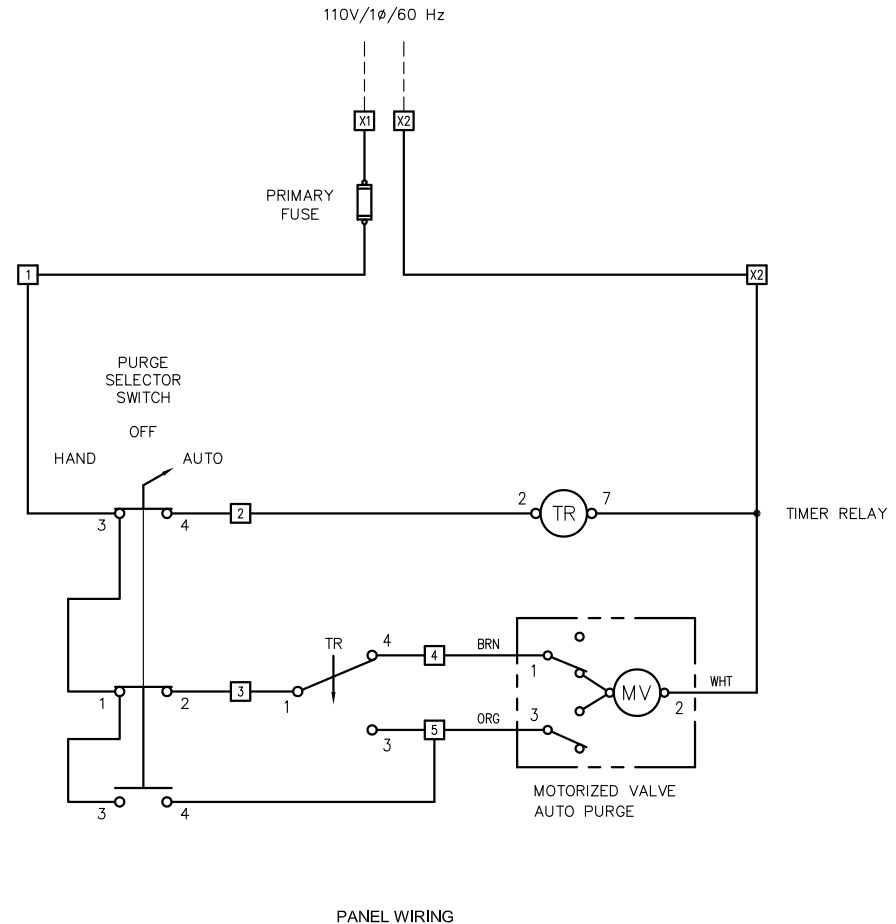 110V/1ø/60 Hz
X1 X2
PRIMARY
FUSE
1 X2
PURGE
SELECTOR
SWITCH
OFF
HAND AUTO
3 4 2 2 TR 7 TIMER RELAY
TR 4 4 BRN
1 2 3 1 1 MV 2 WHT
3 5 ORG 3
3 4
MOTORIZED VALVE
AUTO PURGE
PANEL WIRING